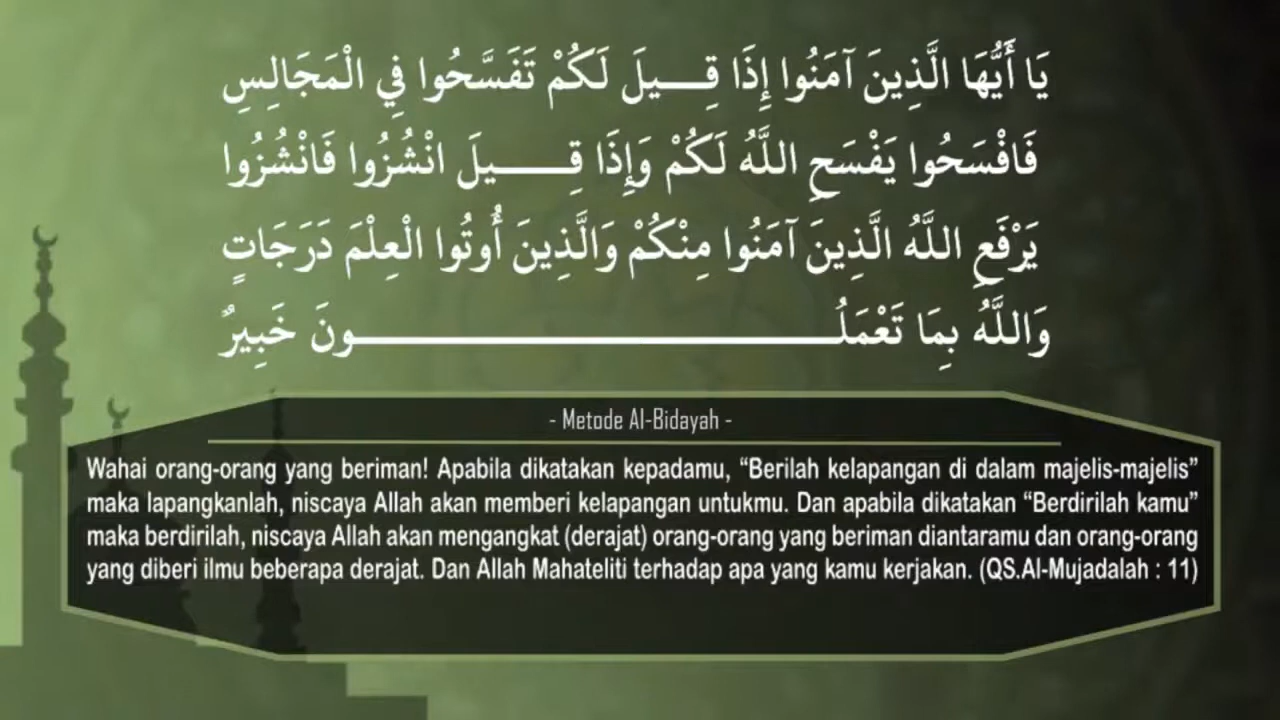 يَا أَيُّهَا الَّذِينَ آمَنُوا إِذَا قِـــيلَ لَكُمْ تَفَسَّحُوا فِي الْمَجَالِسِ
فَافْسَحُوا يَفْسَحِ اللَّهُ لَكُمْ وَإِذَا قِـــــيلَ انْشُزُوا فَانْشُزُوا
يَرْفَعِ اللَّهُ الَّذِينَ آمَنُوا مِنْكُمْ وَالَّذِينَ أُوتُوا الْعِلْمَ دَرَجَاتٍ
وَاللَّهُ بِمَا تَعْمَلُـــــــــــــــــــــــــــــــــونَ خَبِيرٌ
- Metode Al-Bidayah -
Wahai orang-orang yang beriman! Apabila dikatakan kepadamu, “Berilah kelapangan di dalam majelis-majelis”
maka lapangkanlah, niscaya Allah akan memberi kelapangan untukmu. Dan apabila dikatakan “Berdirilah kamu”
maka berdirilah, niscaya Allah akan mengangkat (derajat) orang-orang yang beriman diantaramu dan orang-orang
yang diberi ilmu beberapa derajat. Dan Allah Mahateliti terhadap apa yang kamu kerjakan. (QS.Al-Mujadalah : 11)